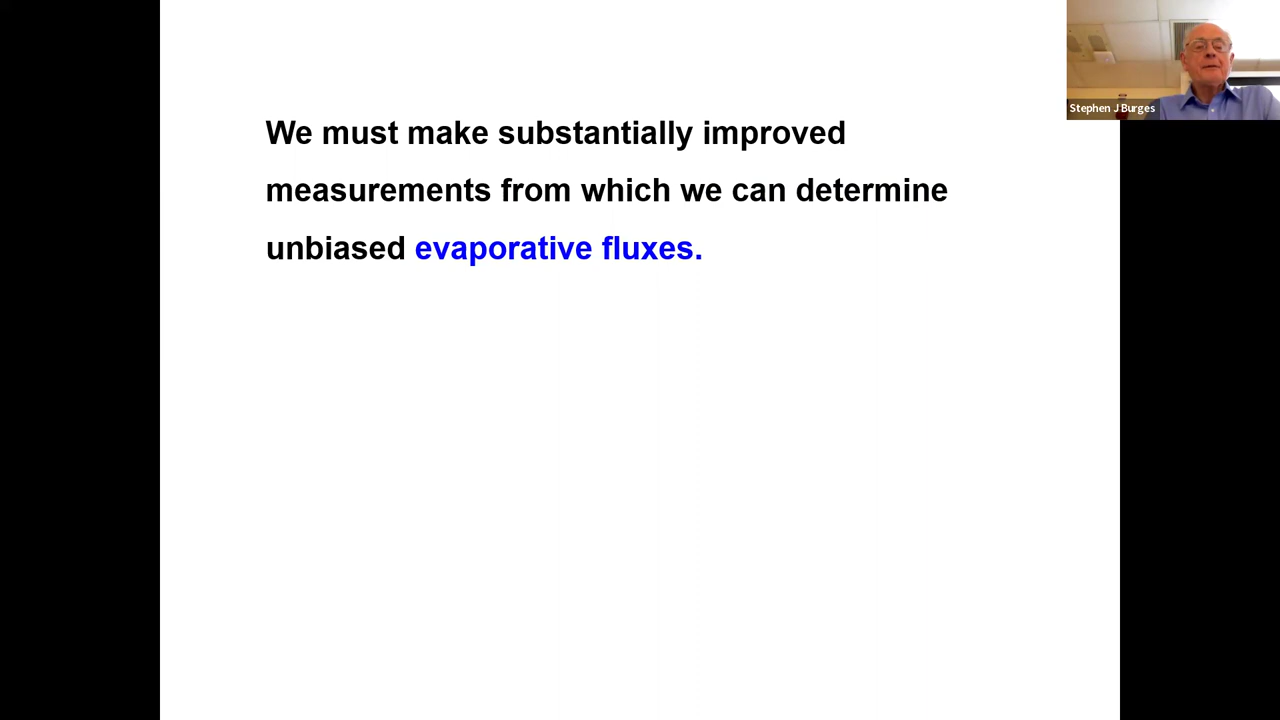 We must make substantially improved
measurements from which we can determine
unbiased evaporative fluxes.
Stephen J Burges